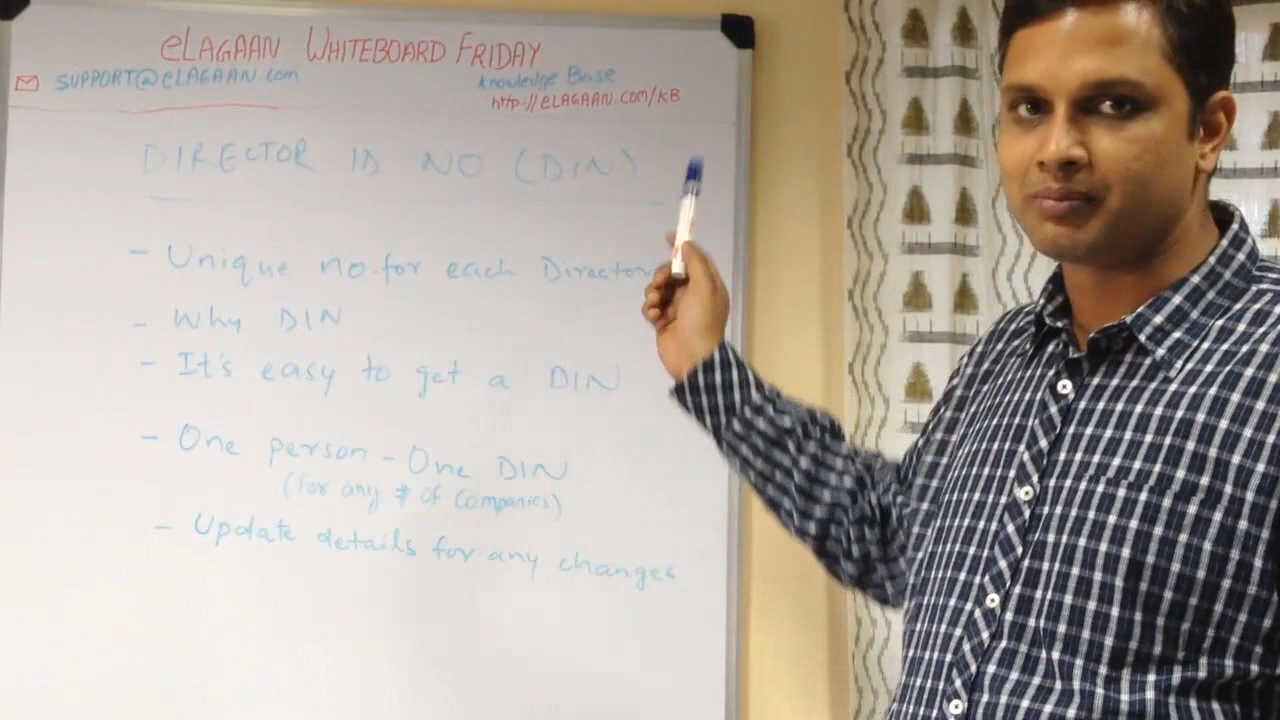 eLAGAAN WHITEBOARD FRIDAY
SUPPORT@eLAGAAN.com
Knowledge Base
http://eLAGAAN.com/KB
DIRECTOR ID NO (DIN)
- Unique no. for each Director
- Why DIN
- It's easy to get a DIN
- One person - One DIN
(for any # of Companies)
- Update details for any changes